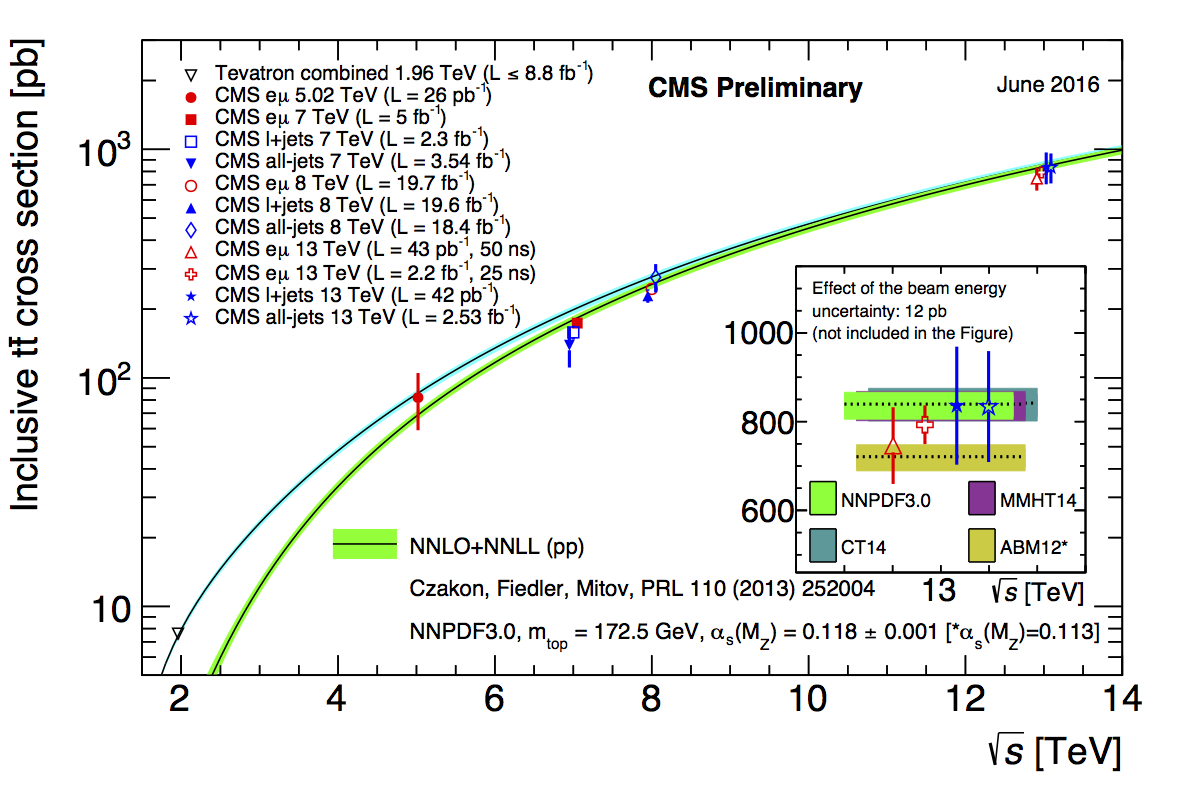 Inclusive tt̄ cross section [pb]
CMS Preliminary
June 2016
Tevatron combined 1.96 TeV (L ≤ 8.8 fb⁻¹)
CMS eμ 5.02 TeV (L = 26 pb⁻¹)
CMS eμ 7 TeV (L = 5 fb⁻¹)
CMS l+jets 7 TeV (L = 2.3 fb⁻¹)
CMS all-jets 7 TeV (L = 3.54 fb⁻¹)
CMS eμ 8 TeV (L = 19.7 fb⁻¹)
CMS l+jets 8 TeV (L = 19.6 fb⁻¹)
CMS all-jets 8 TeV (L = 18.4 fb⁻¹)
CMS eμ 13 TeV (L = 43 pb⁻¹, 50 ns)
CMS eμ 13 TeV (L = 2.2 fb⁻¹, 25 ns)
CMS l+jets 13 TeV (L = 42 pb⁻¹)
CMS all-jets 13 TeV (L = 2.53 fb⁻¹)
10³
10²
10
Effect of the beam energy
uncertainty: 12 pb
(not included in the Figure)
1000
800
600
NNPDF3.0
MMHT14
CT14
ABM12*
13 √s [TeV]
NNLO+NNLL (pp)
Czakon, Fiedler, Mitov, PRL 110 (2013) 252004
NNPDF3.0, m_top = 172.5 GeV, α_s(M_Z) = 0.118 ± 0.001 [*α_s(M_Z)=0.113]
2 4 6 8 10 12 14
√s [TeV]